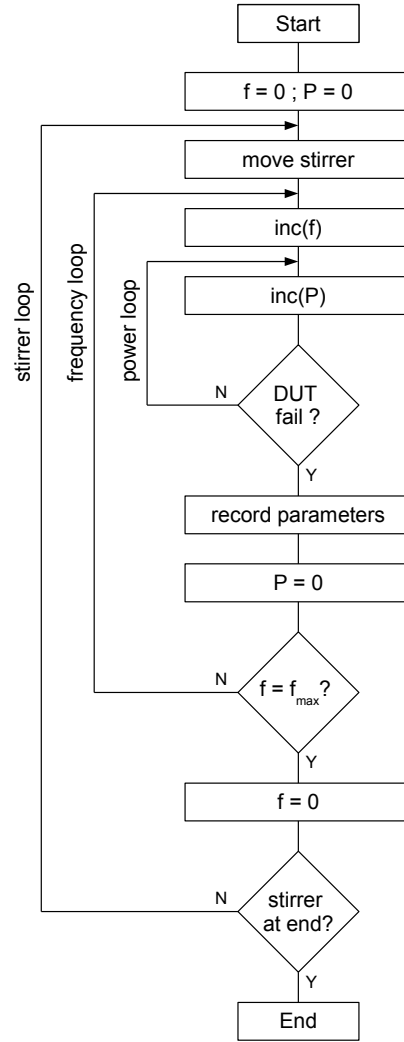 Start
f = 0 ; P = 0
move stirrer
inc(f)
inc(P)
stirrer loop
frequency loop
power loop
DUT
fail ?
N
Y
record parameters
P = 0
f = fmax?
N
Y
f = 0
stirrer
at end?
N
Y
End